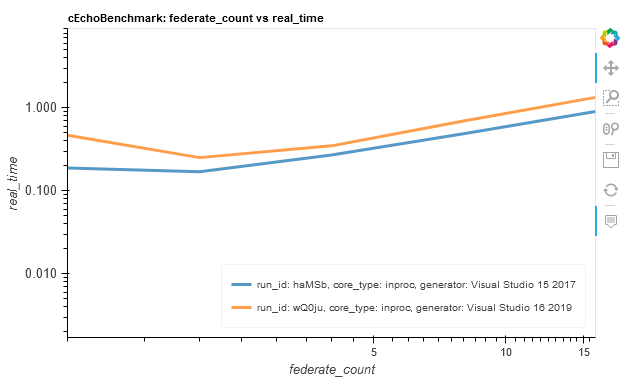 cEchoBenchmark: federate_count vs real_time
1.000
0.100
0.010
real_time
run_id: haMSb, core_type: inproc, generator: Visual Studio 15 2017
run_id: wQ0ju, core_type: inproc, generator: Visual Studio 16 2019
5
10
15
federate_count